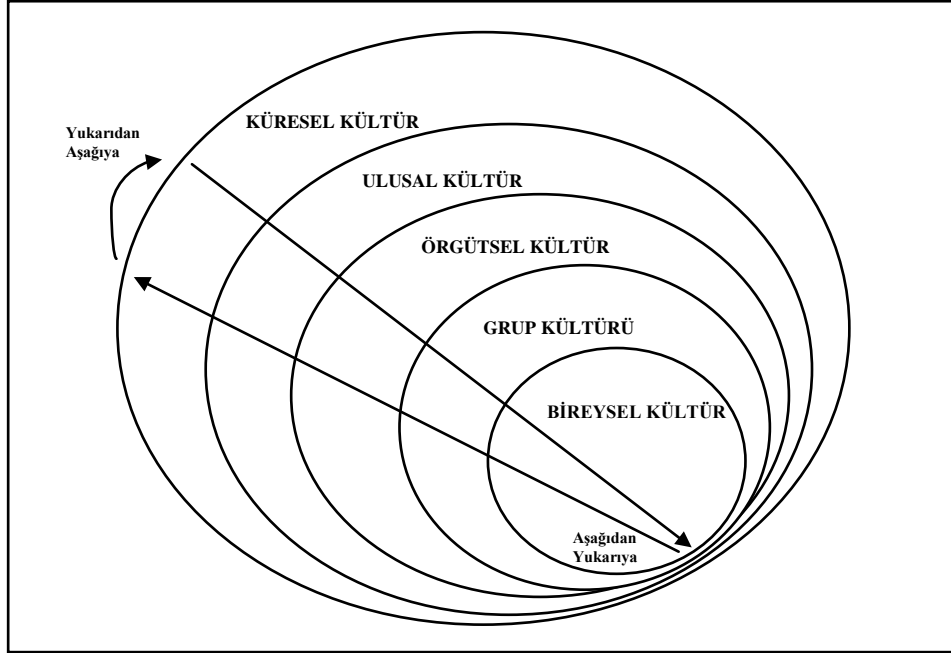 KÜRESEL KÜLTÜR
Yukarıdan
Aşağıya
ULUSAL KÜLTÜR
ÖRGÜTSEL KÜLTÜR
GRUP KÜLTÜRÜ
BİREYSEL KÜLTÜR
Aşağıdan
Yukarıya